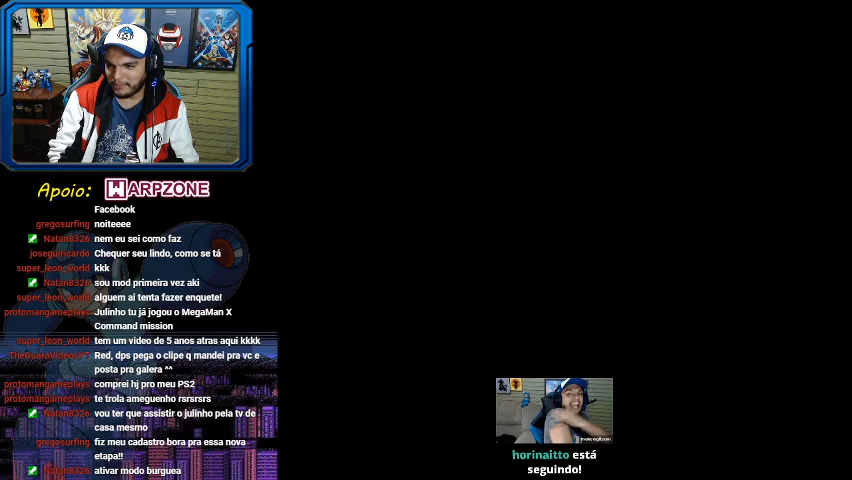 Apoio: WARPZONE
Facebook
gregosurfing noiteeee
Natan8326 nem eu sei como faz
joseguiricardo Chequer seu lindo, como se tá
super_leon_world kkk
Natan8326 sou mod primeira vez aki
super_leon_world alguem ai tenta fazer enquete!
protomangameplays Julinho tu já jogou o MegaMan X
Command mission
super_leon_world tem um video de 5 anos atras aqui kkkk
TheGuaraVideos77 Red, dps pega o clipe q mandei pra vc e
posta pra galera ^^
protomangameplays comprei hj pro meu PS2
protomangameplays te trola ameguenho rsrsrsrs
Natan8326 vou ter que assistir o julinho pela tv de
casa mesmo
gregosurfing fiz meu cadastro bora pra essa nova
etapa!!
Natan8326 ativar modo burguea
makeagif.com
horinaitto está
seguindo!